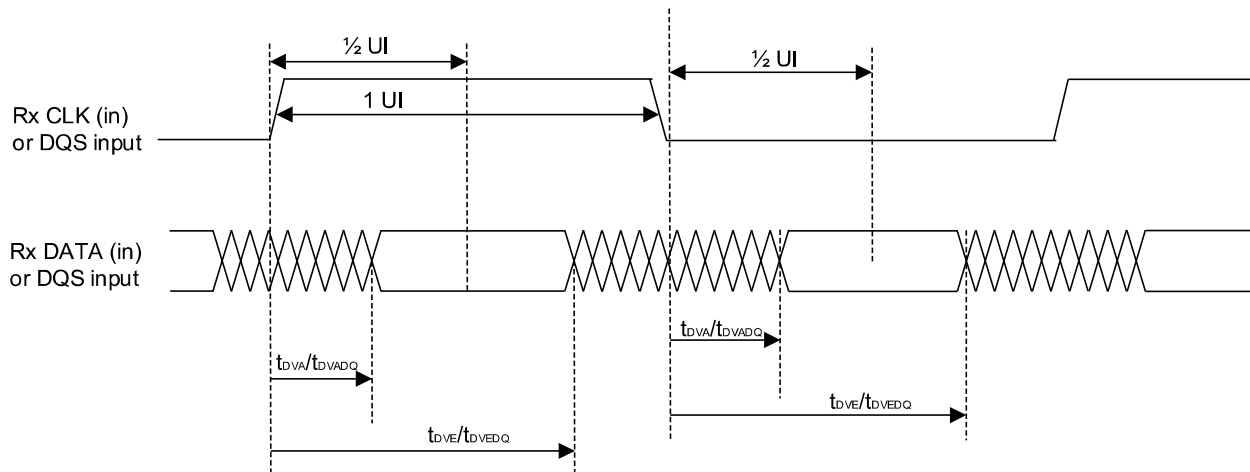 ½ UI
½ UI
1 UI
Rx CLK (in)
or DQS input
Rx DATA (in)
or DQS input
tDVA/tDVADQ
tDVA/tDVADQ
tDVE/tDVEDQ
tDVE/tDVEDQ